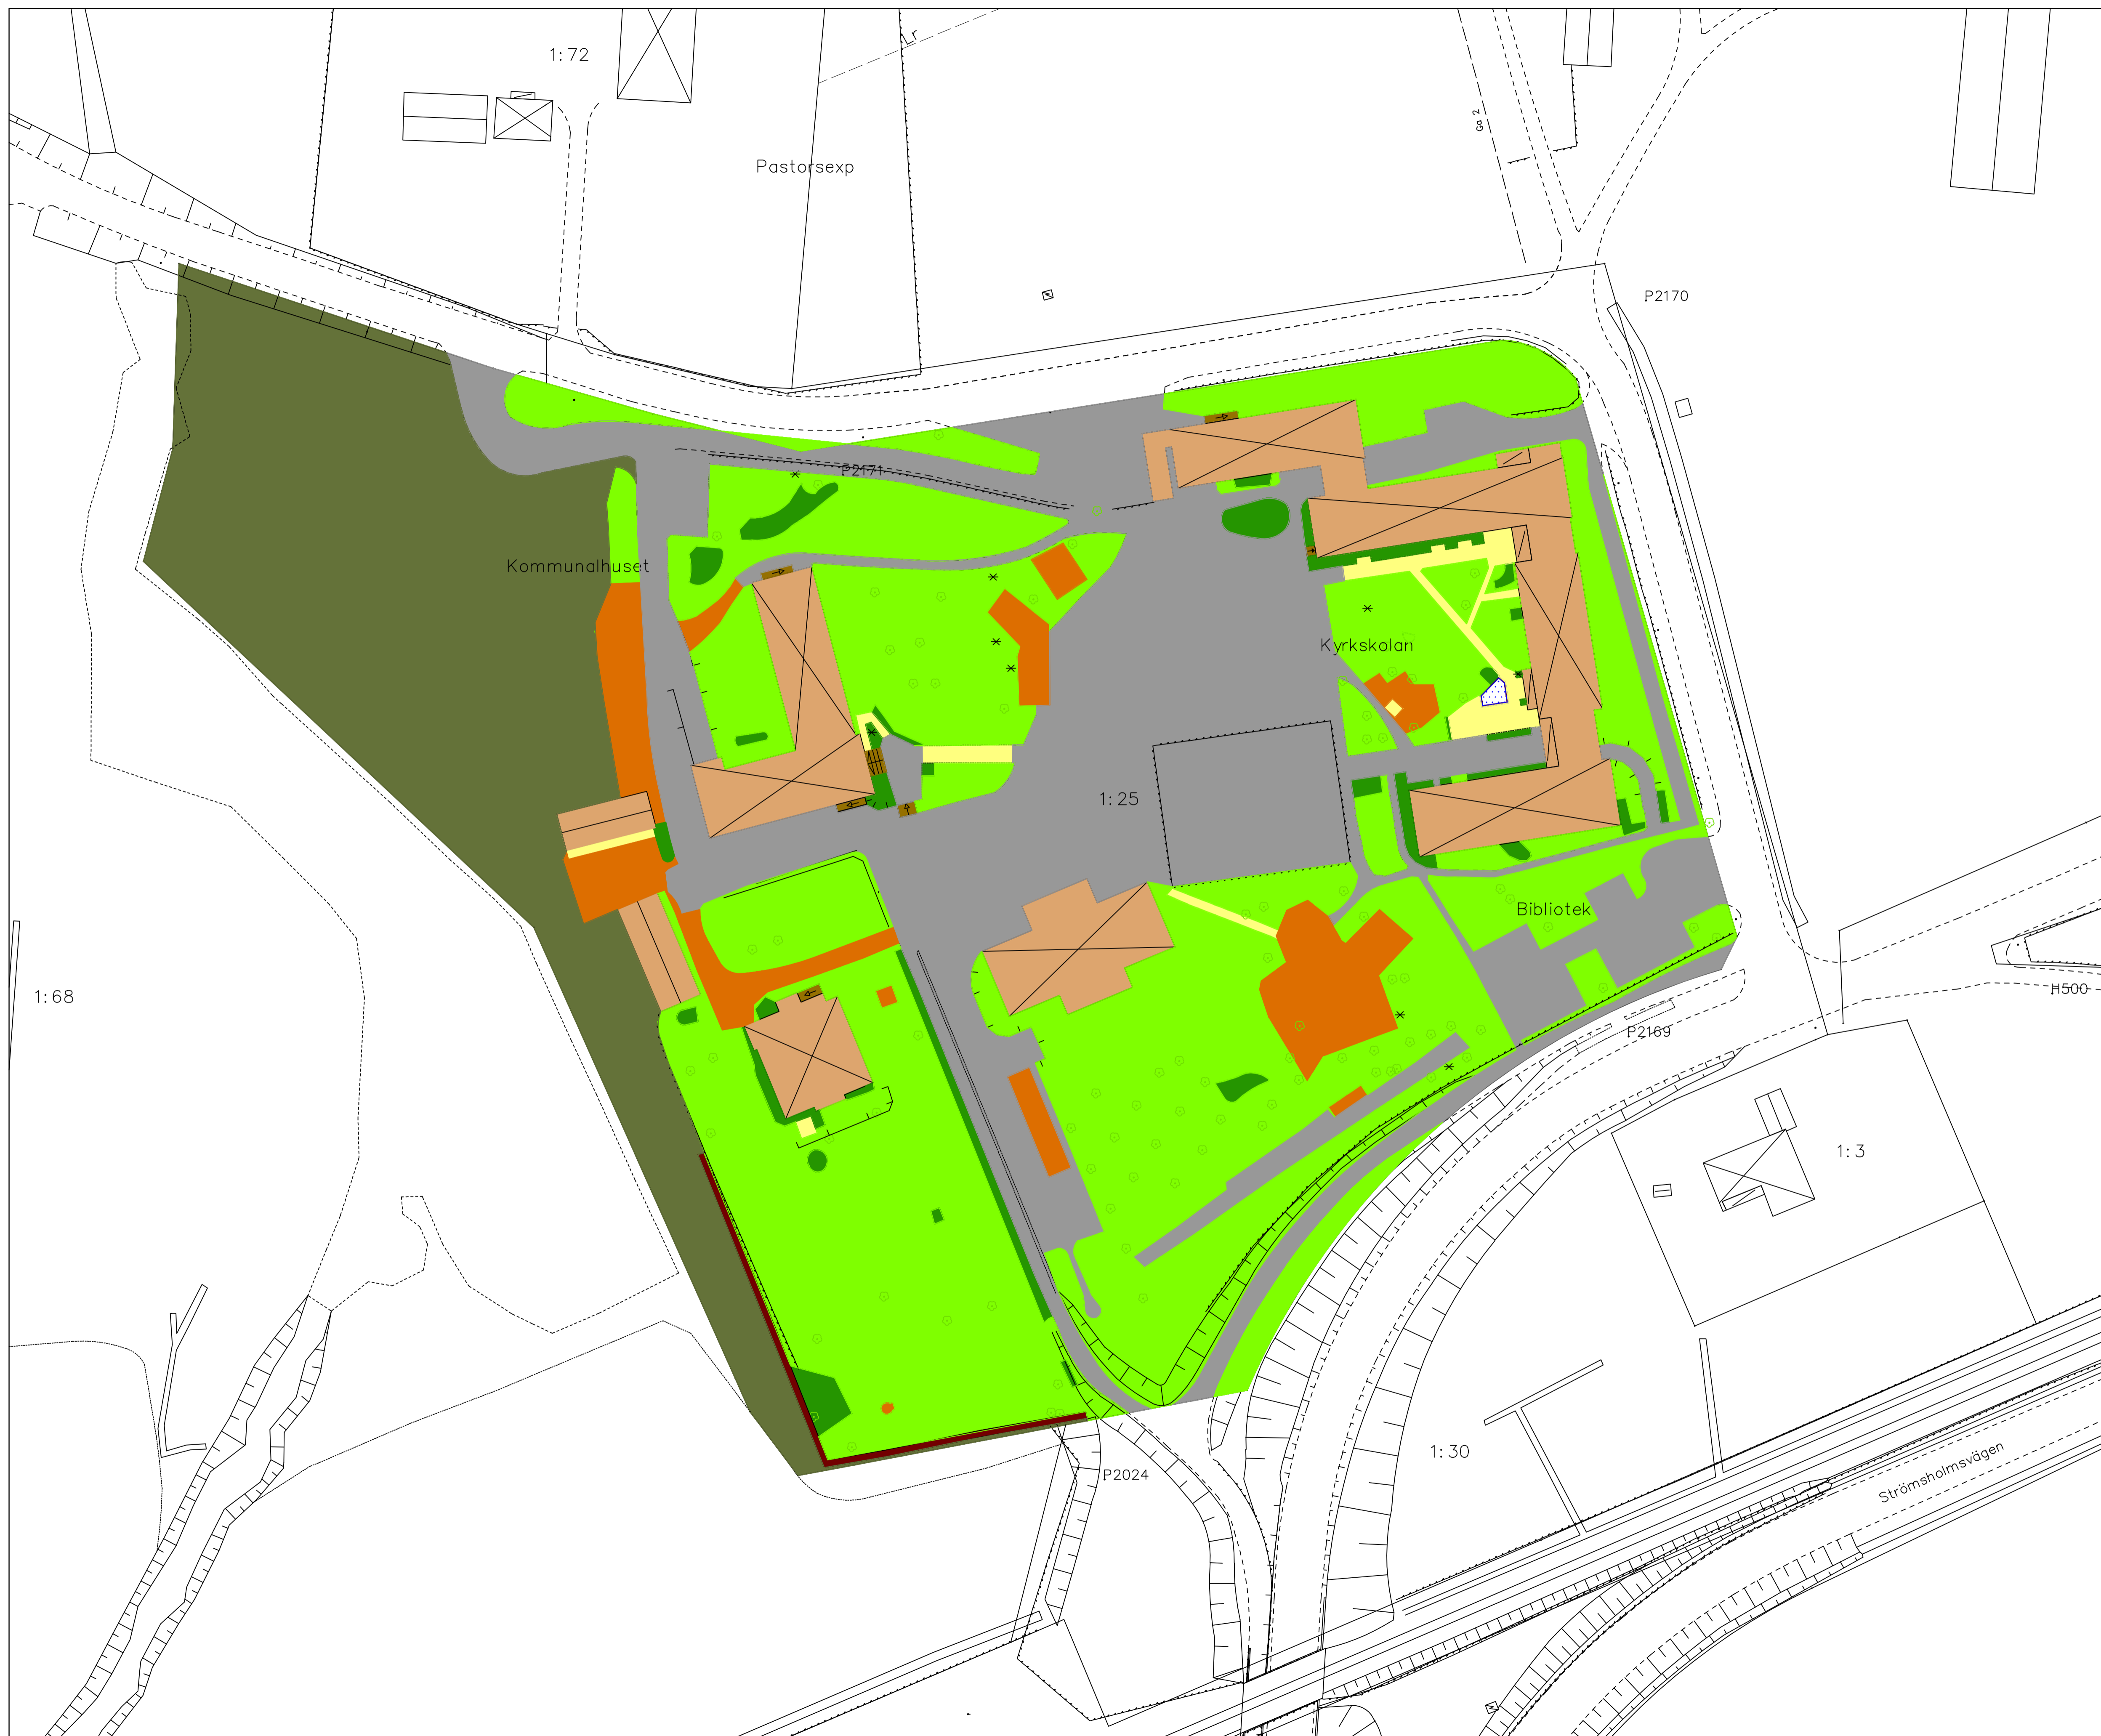 1:72
Lr
Ga 2
Pastorsexp
P2170
P2171
Kommunalhuset
Kyrkskolan
1:25
Bibliotek
1:68
H500
P2169
1:3
1:30
P2024
Strömsholmsvägen